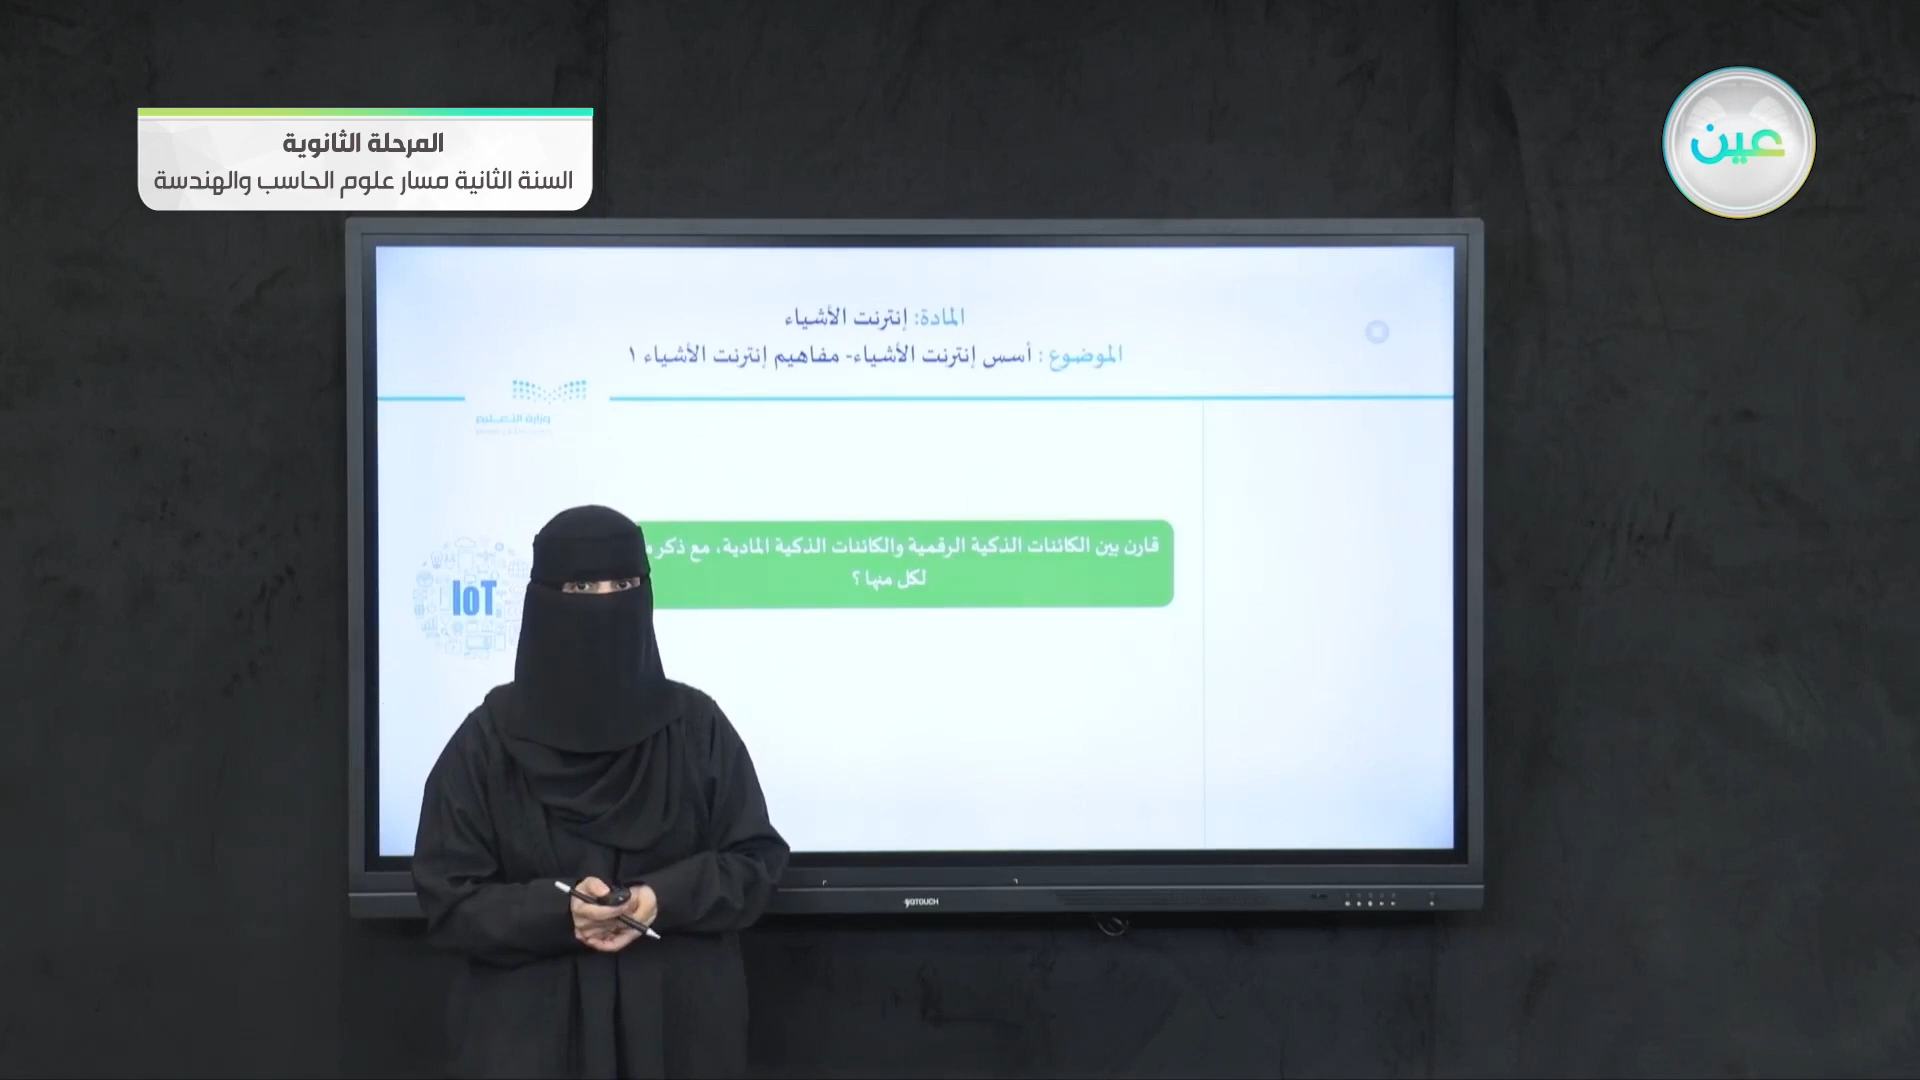 المرحلة الثانوية
السنة الثانية مسار علوم الحاسب والهندسة
عين
المادة: إنترنت الأشياء
الموضوع : أسس إنترنت الأشياء- مفاهيم إنترنت الأشياء ١
وزارة التعليم
قارن بين الكائنات الذكية الرقمية والكائنات الذكية المادية، مع ذكر
لكل منها ؟
IoT